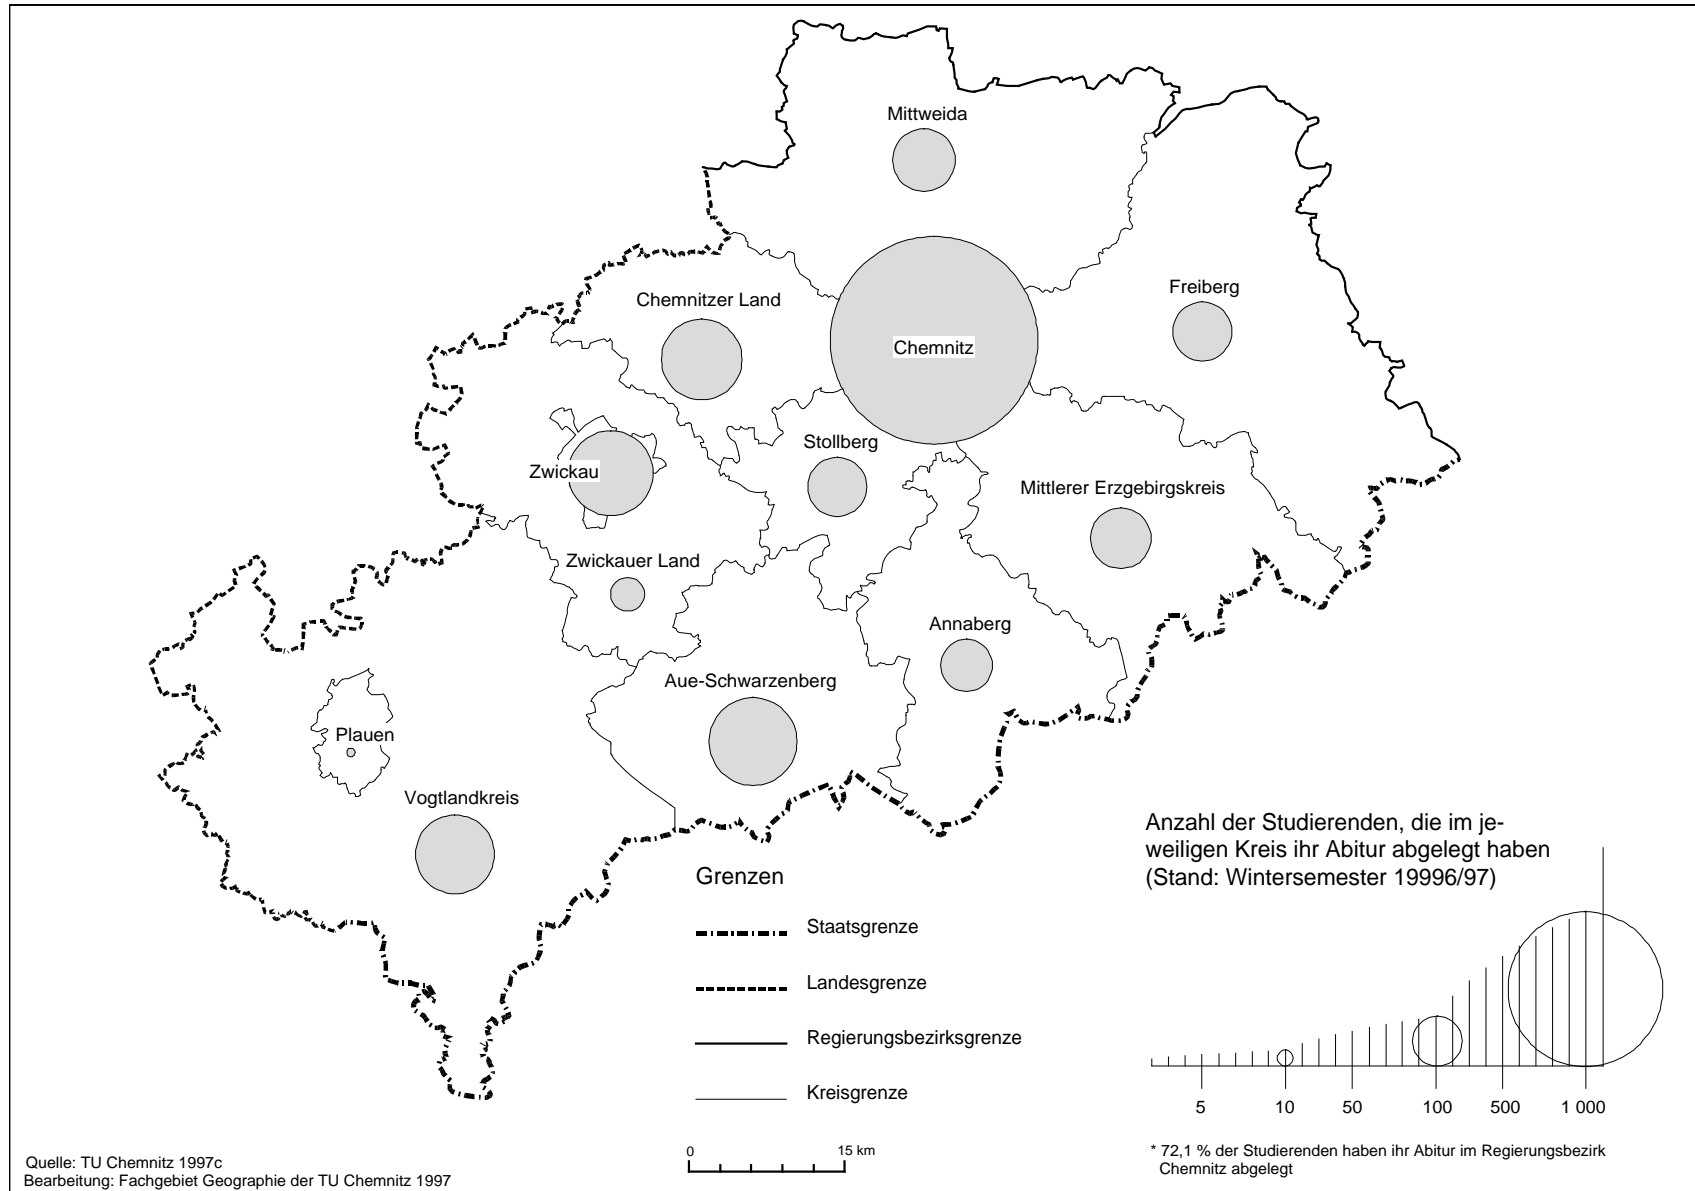 Mittweida
Chemnitzer Land
Freiberg
Chemnitz
Stollberg
Zwickau
Mittlerer Erzgebirgskreis
Zwickauer Land
Annaberg
Aue-Schwarzenberg
Plauen
Vogtlandkreis
Grenzen
Staatsgrenze
Landesgrenze
Regierungsbezirksgrenze
Kreisgrenze
0 15 km
Anzahl der Studierenden, die im je-
weiligen Kreis ihr Abitur abgelegt haben
(Stand: Wintersemester 19996/97)
5 10 50 100 500 1 000
* 72,1 % der Studierenden haben ihr Abitur im Regierungsbezirk
Chemnitz abgelegt
Quelle: TU Chemnitz 1997c
Bearbeitung: Fachgebiet Geographie der TU Chemnitz 1997